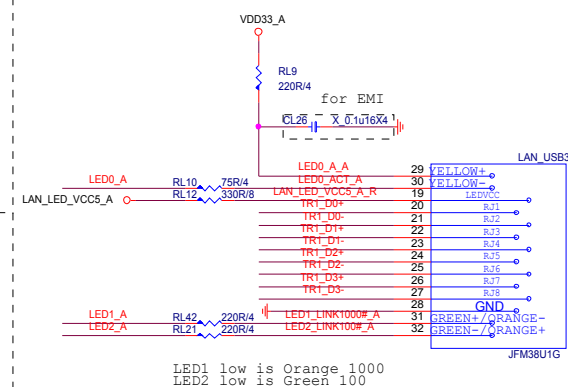 VDD33_A
RL9
220R/4
for EMI
CL26 X_0.1u16X4
LAN_USB3
LED0_A_A 29 YELLOW+
LED0_A RL10 75R/4 LED0_ACT_A 30 YELLOW-
LAN_LED_VCC5_A RL12 330R/8 LAN_LED_VCC5_A_R 19 LEDVCC
TR1_D0+ 20 RJ1
TR1_D0- 21 RJ2
TR1_D1+ 22 RJ3
TR1_D1- 23 RJ4
TR1_D2+ 24 RJ5
TR1_D2- 25 RJ6
TR1_D3+ 26 RJ7
TR1_D3- 27 RJ8
28 GND
LED1_A RL42 220R/4 LED1_LINK1000#_A 31 GREEN+/ORANGE-
LED2_A RL21 220R/4 LED2_LINK100#_A 32 GREEN-/ORANGE+
JFM38U1G
LED1 low is Orange 1000
LED2 low is Green 100